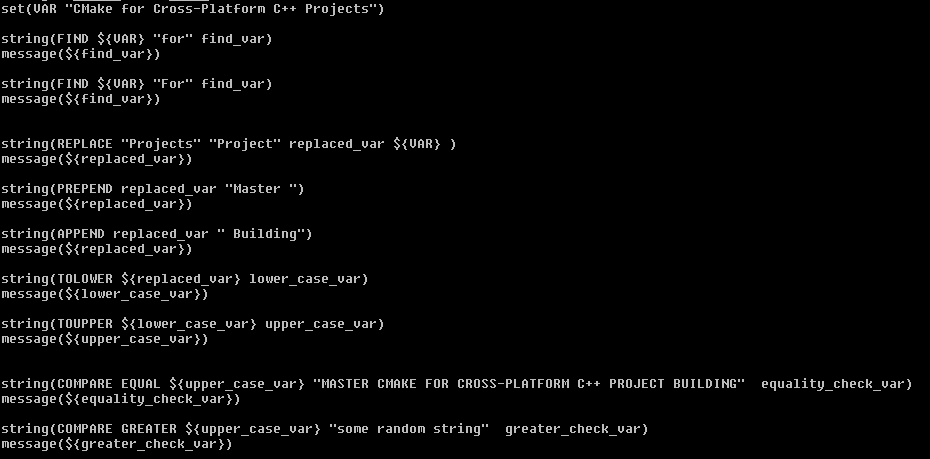 set(VAR "CMake for Cross-Platform C++ Projects")
string(FIND ${VAR} "for" find_var)
message(${find_var})
string(FIND ${VAR} "For" find_var)
message(${find_var})
string(REPLACE "Projects" "Project" replaced_var ${VAR} )
message(${replaced_var})
string(PREPEND replaced_var "Master ")
message(${replaced_var})
string(APPEND replaced_var " Building")
message(${replaced_var})
string(TOLOWER ${replaced_var} lower_case_var)
message(${lower_case_var})
string(TOUPPER ${lower_case_var} upper_case_var)
message(${upper_case_var})
string(COMPARE EQUAL ${upper_case_var} "MASTER CMAKE FOR CROSS-PLATFORM C++ PROJECT BUILDING"  equality_check_var)
message(${equality_check_var})
string(COMPARE GREATER ${upper_case_var} "some random string"  greater_check_var)
message(${greater_check_var})